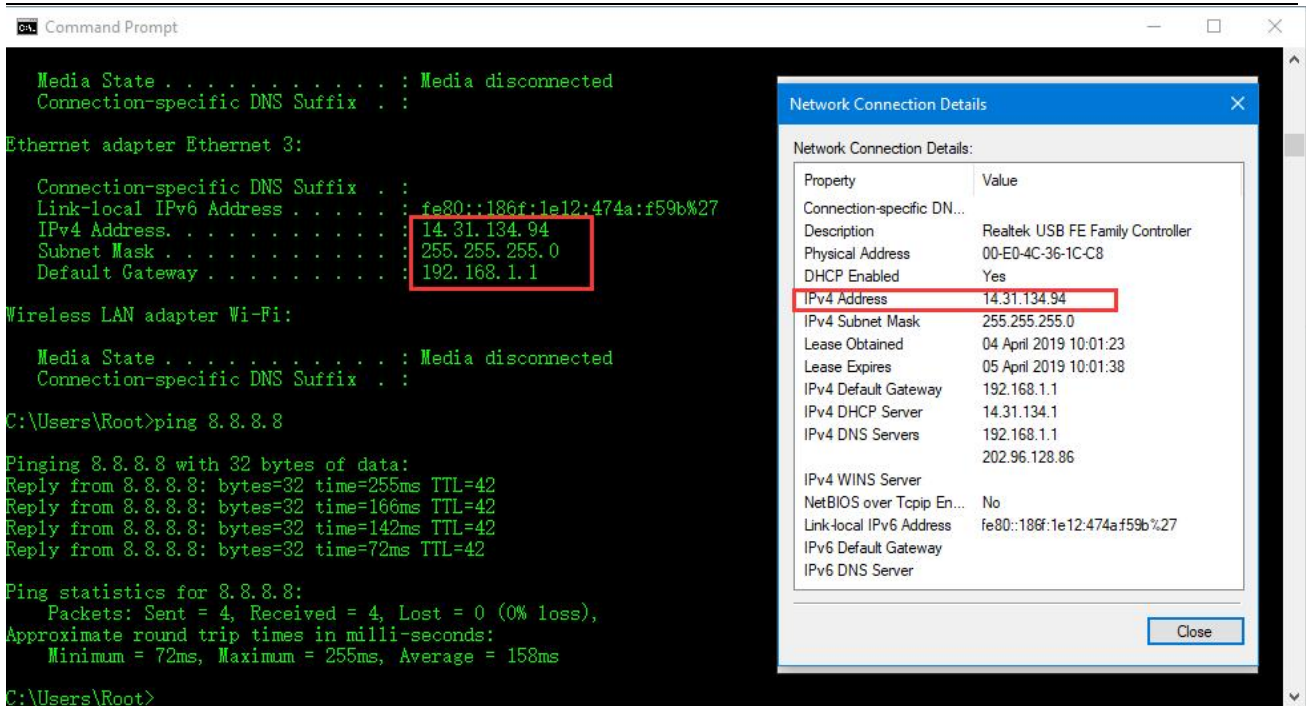 Command Prompt
Media State . . . . . . . . . . . : Media disconnected
Connection-specific DNS Suffix  . :
Ethernet adapter Ethernet 3:
Connection-specific DNS Suffix  . :
Link-local IPv6 Address . . . . . : fe80::186f:1e12:474a:f59b%27
IPv4 Address. . . . . . . . . . . : 14.31.134.94
Subnet Mask . . . . . . . . . . . : 255.255.255.0
Default Gateway . . . . . . . . . : 192.168.1.1
Wireless LAN adapter Wi-Fi:
Media State . . . . . . . . . . . : Media disconnected
Connection-specific DNS Suffix  . :
C:\Users\Root>ping 8.8.8.8
Pinging 8.8.8.8 with 32 bytes of data:
Reply from 8.8.8.8: bytes=32 time=255ms TTL=42
Reply from 8.8.8.8: bytes=32 time=166ms TTL=42
Reply from 8.8.8.8: bytes=32 time=142ms TTL=42
Reply from 8.8.8.8: bytes=32 time=72ms TTL=42
Ping statistics for 8.8.8.8:
Packets: Sent = 4, Received = 4, Lost = 0 (0% loss),
Approximate round trip times in milli-seconds:
Minimum = 72ms, Maximum = 255ms, Average = 158ms
C:\Users\Root>
Network Connection Details
Network Connection Details:
Property Value
Connection-specific DN...
Description Realtek USB FE Family Controller
Physical Address 00-E0-4C-36-1C-C8
DHCP Enabled Yes
IPv4 Address 14.31.134.94
IPv4 Subnet Mask 255.255.255.0
Lease Obtained 04 April 2019 10:01:23
Lease Expires 05 April 2019 10:01:38
IPv4 Default Gateway 192.168.1.1
IPv4 DHCP Server 14.31.134.1
IPv4 DNS Servers 192.168.1.1
202.96.128.86
IPv4 WINS Server
NetBIOS over Tcpip En... No
Link-local IPv6 Address fe80::186f:1e12:474a:f59b%27
IPv6 Default Gateway
IPv6 DNS Server
Close